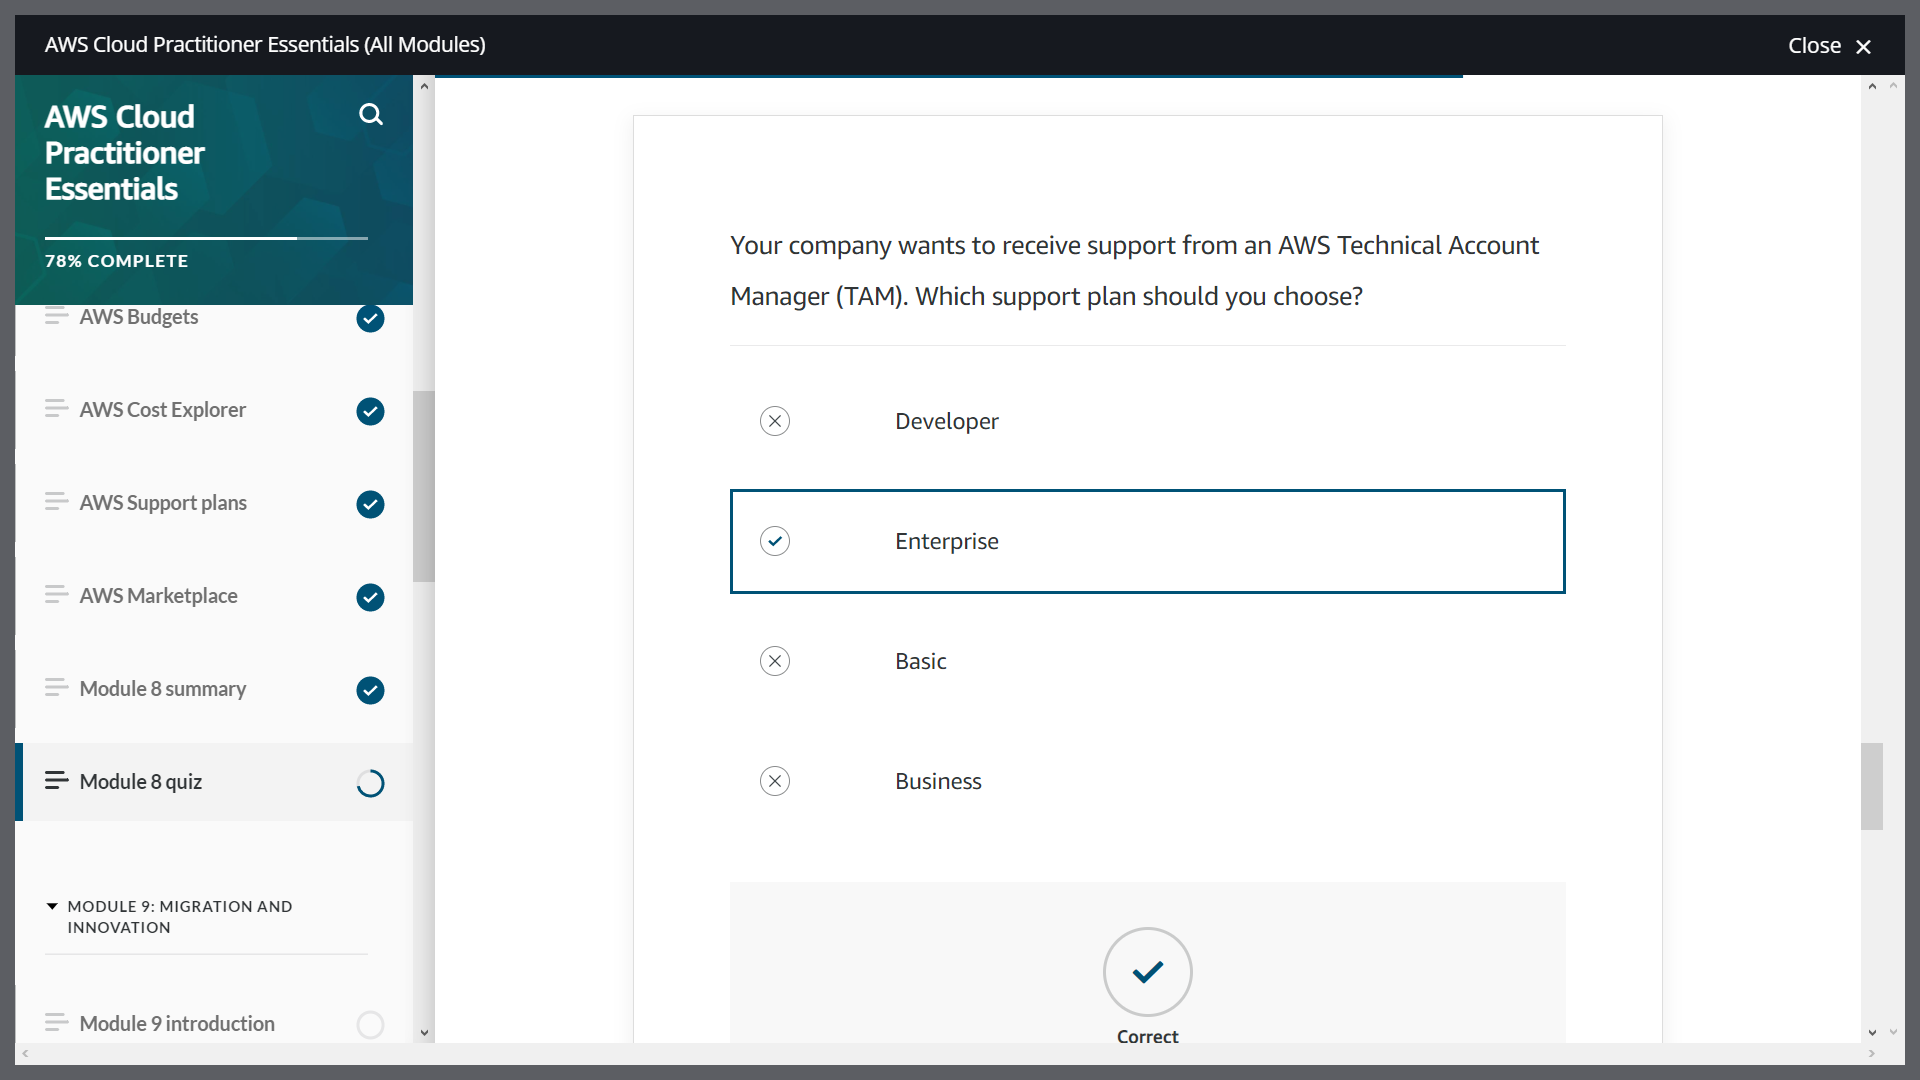 AWS Cloud Practitioner Essentials (All Modules)
Close
AWS Cloud
Practitioner
Essentials
78% COMPLETE
AWS Budgets
AWS Cost Explorer
AWS Support plans
AWS Marketplace
Module 8 summary
Module 8 quiz
MODULE 9: MIGRATION AND
INNOVATION
Module 9 introduction
Your company wants to receive support from an AWS Technical Account
Manager (TAM). Which support plan should you choose?
Developer
Enterprise
Basic
Business
Correct